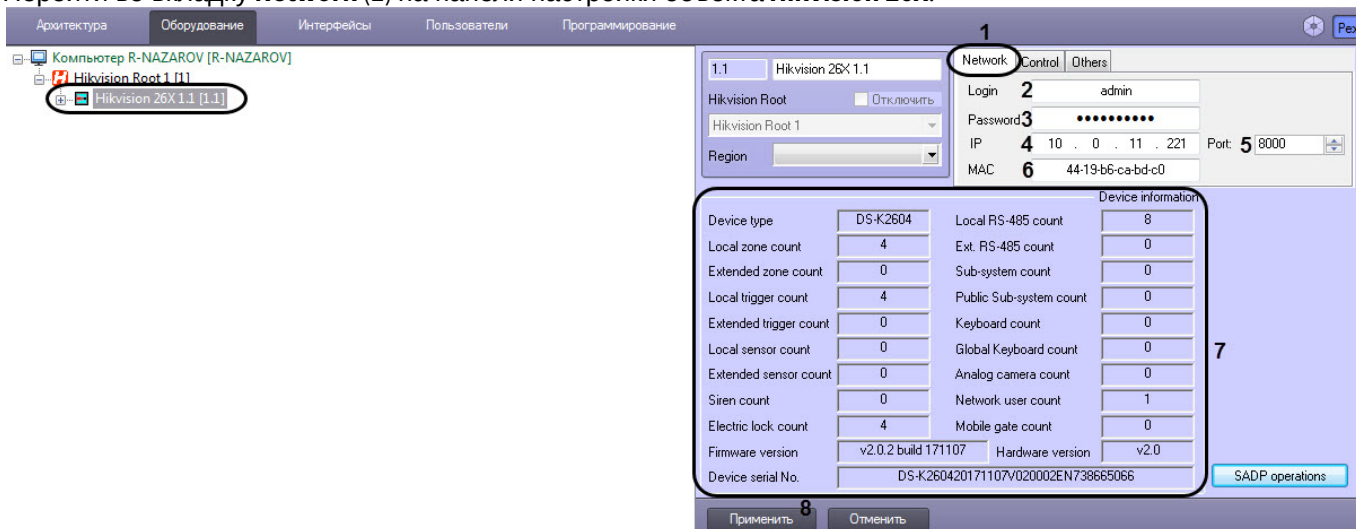 Перейти во вкладку Network (1) на панели настройки объекта Hikvision 26X.
Архитектура Оборудование Интерфейсы Пользователи Программирование
Компьютер R-NAZAROV [R-NAZAROV]
Hikvision Root 1 [1]
Hikvision 26X 1.1 [1.1]
1.1 Hikvision 26X 1.1
Hikvision Root Отключить
Hikvision Root 1
Region
1
Network Control Others
Login 2 admin
Password 3 ••••••••••
IP 4 10 . 0 . 11 . 221 Port: 5 8000
MAC 6 44-19-b6-ca-bd-c0
Device information
Device type DS-K2604 Local RS-485 count 8
Local zone count 4 Ext. RS-485 count 0
Extended zone count 0 Sub-system count 0
Local trigger count 4 Public Sub-system count 0
Extended trigger count 0 Keyboard count 0
Local sensor count 0 Global Keyboard count 0 7
Extended sensor count 0 Analog camera count 0
Siren count 0 Network user count 1
Electric lock count 4 Mobile gate count 0
Firmware version v2.0.2 build 171107 Hardware version v2.0
Device serial No. DS-K260420171107V020002EN738665066 SADP operations
Применить 8 Отменить